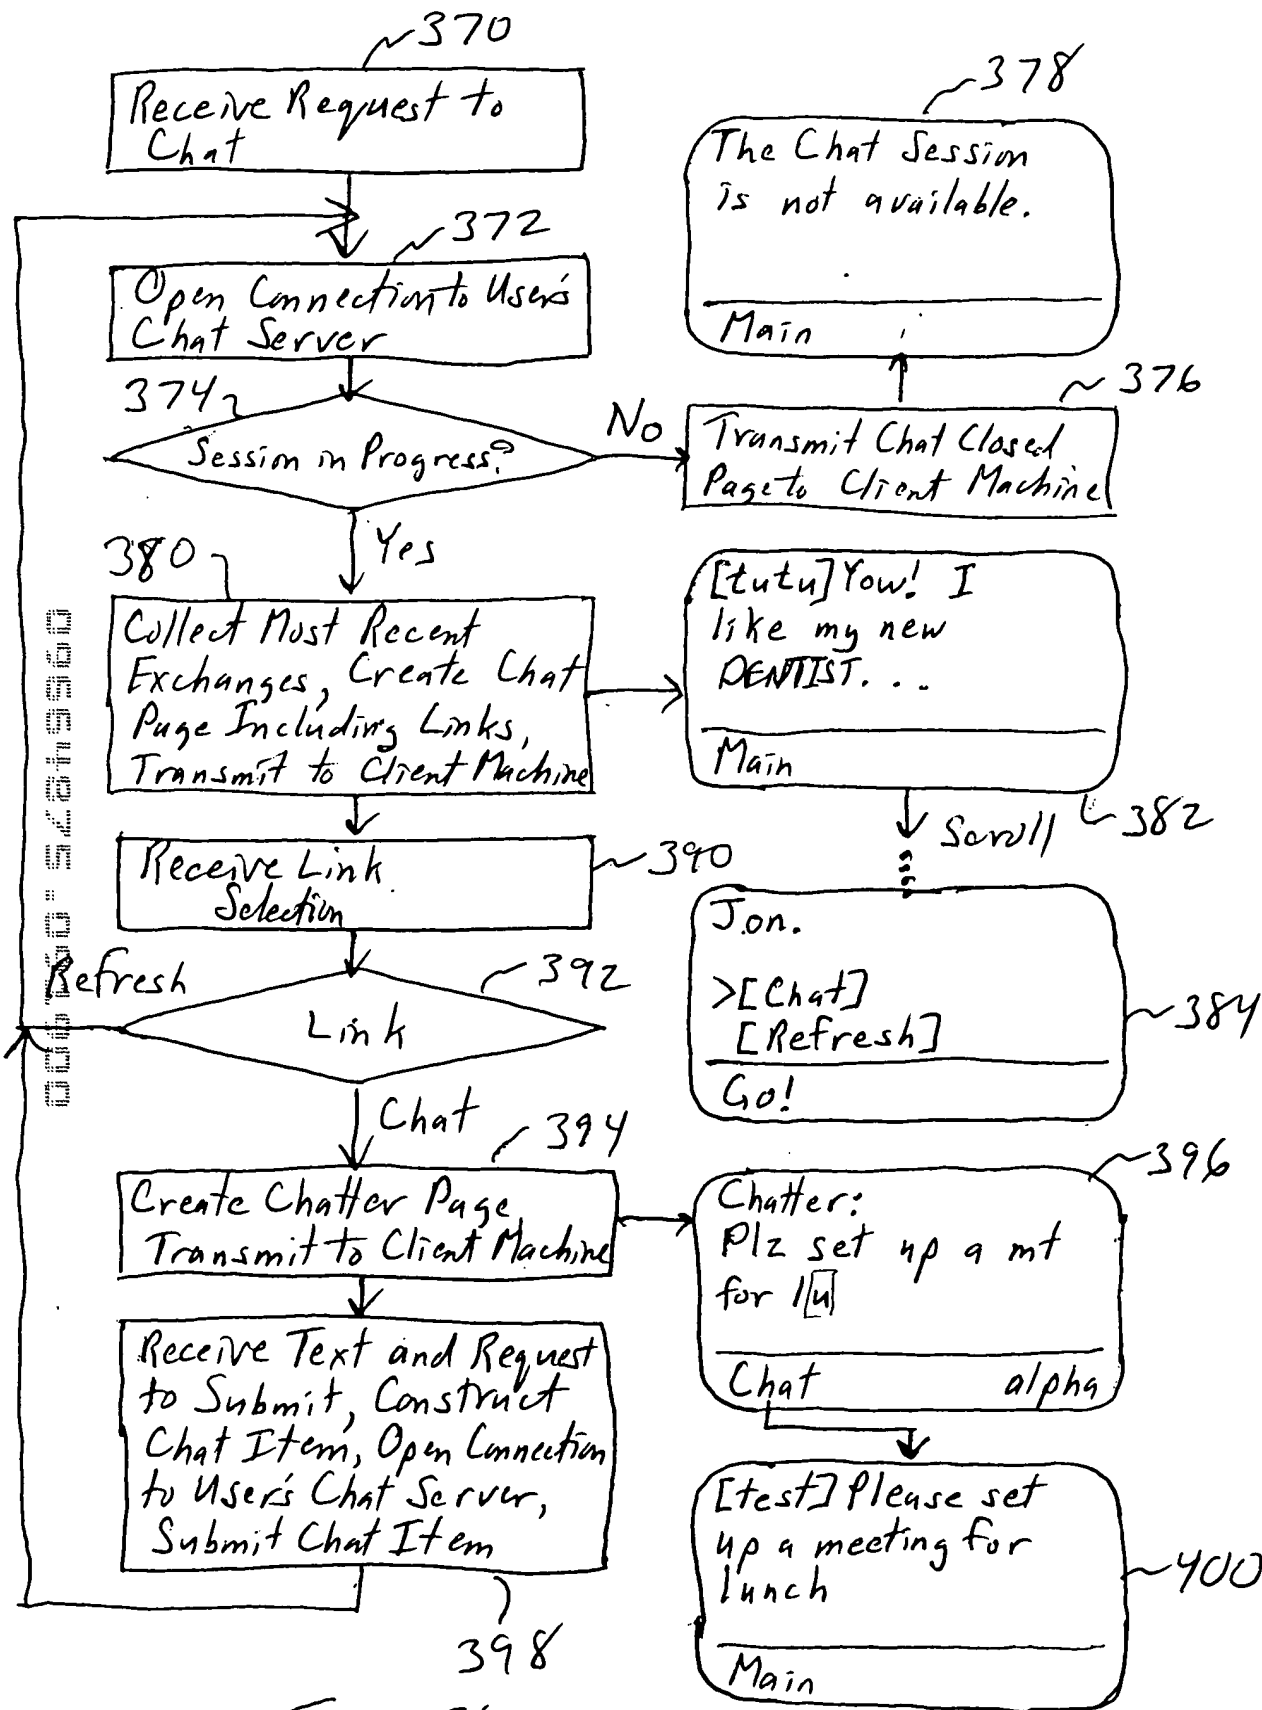 370
Receive Request to
Chat
372
Open Connection to User's
Chat Server
374
Session in Progress?
No
Yes
376
Transmit Chat Closed
Page to Client Machine
378
The Chat Session
is not available.
Main
380
Collect Most Recent
Exchanges, Create Chat
Page Including Links,
Transmit to Client Machine
[tutu] Yow! I
like my new
DENTIST...
Main
382
Scroll
Jon.
>[Chat]
[Refresh]
Go!
384
Receive Link
Selection
390
392
Link
Refresh
Chat
394
Create Chatter Page
Transmit to Client Machine
396
Chatter:
Plz set up a mt
for lu
Chat alpha
Receive Text and Request
to Submit, Construct
Chat Item, Open Connection
to User's Chat Server,
Submit Chat Item
398
[test] Please set
up a meeting for
lunch
Main
400